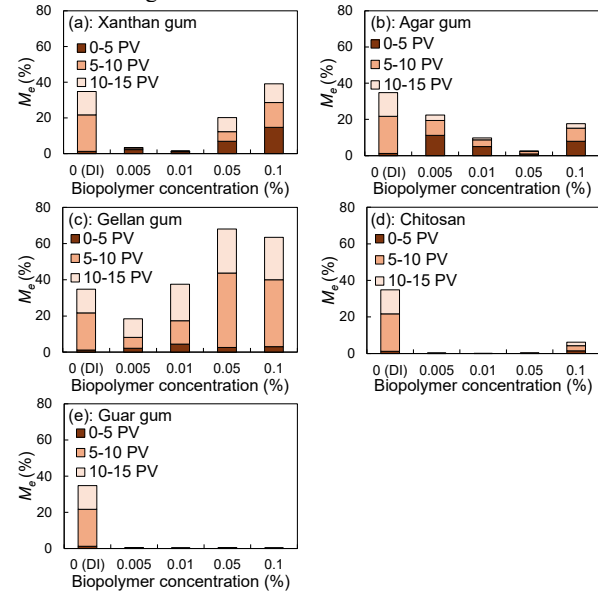 (a): Xanthan gum
0-5 PV
5-10 PV
10-15 PV
80
60
40
20
0
Me (%)
0 (DI) 0.005 0.01 0.05 0.1
Biopolymer concentration (%)
(b): Agar gum
0-5 PV
5-10 PV
10-15 PV
80
60
40
20
0
Me (%)
0 (DI) 0.005 0.01 0.05 0.1
Biopolymer concentration (%)
(c): Gellan gum
0-5 PV
5-10 PV
10-15 PV
80
60
40
20
0
Me (%)
0 (DI) 0.005 0.01 0.05 0.1
Biopolymer concentration (%)
(d): Chitosan
0-5 PV
5-10 PV
10-15 PV
80
60
40
20
0
Me (%)
0 (DI) 0.005 0.01 0.05 0.1
Biopolymer concentration (%)
(e): Guar gum
0-5 PV
5-10 PV
10-15 PV
80
60
40
20
0
Me (%)
0 (DI) 0.005 0.01 0.05 0.1
Biopolymer concentration (%)